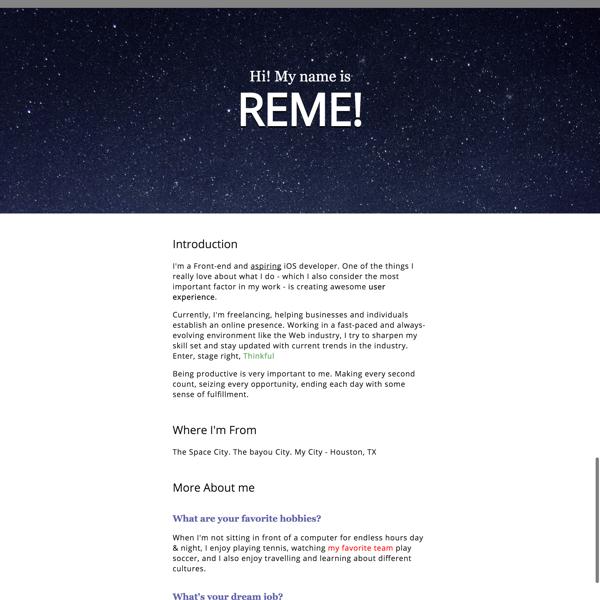 Hi! My name is
REME!
Introduction
I'm a Front-end and aspiring iOS developer. One of the things I
really love about what I do - which I also consider the most
important factor in my work - is creating awesome user
experience.
Currently, I'm freelancing, helping businesses and individuals
establish an online presence. Working in a fast-paced and always-
evolving environment like the Web industry, I try to sharpen my
skill set and stay updated with current trends in the industry.
Enter, stage right, Thinkful
Being productive is very important to me. Making every second
count, seizing every opportunity, ending each day with some
sense of fulfillment.
Where I'm From
The Space City. The bayou City. My City - Houston, TX
More About me
What are your favorite hobbies?
When I'm not sitting in front of a computer for endless hours day
& night, I enjoy playing tennis, watching my favorite team play
soccer, and I also enjoy travelling and learning about different
cultures.
What's your dream job?